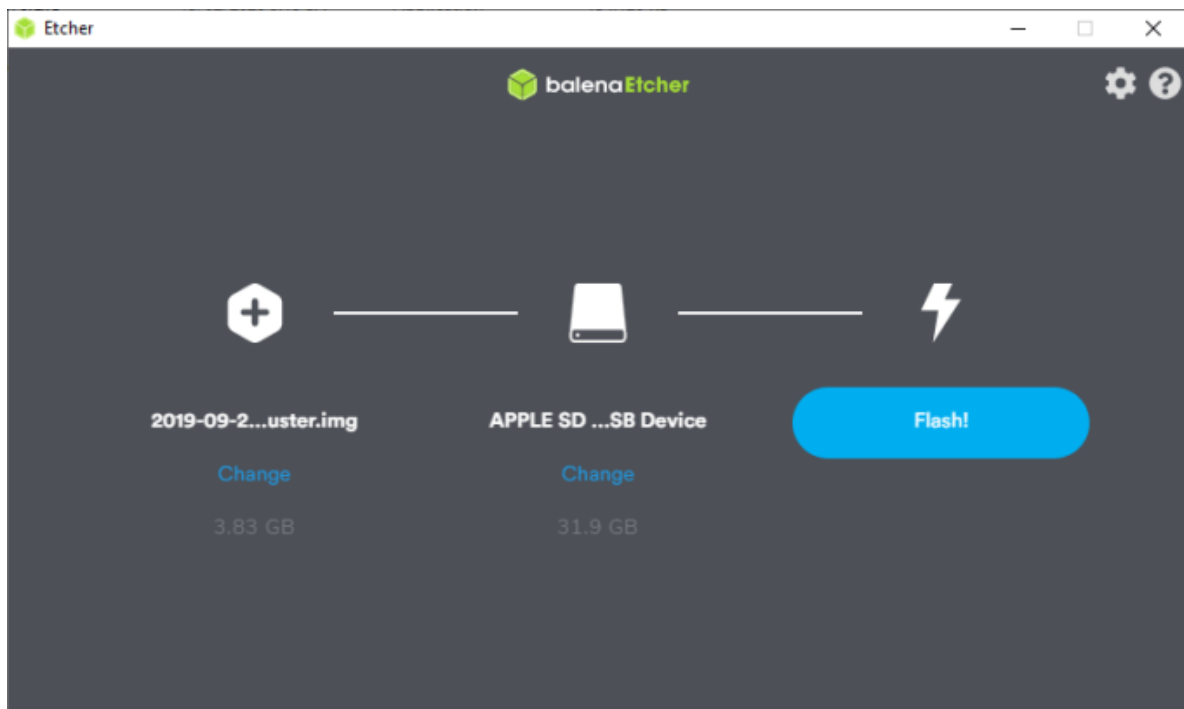 Etcher
balenaEtcher
2019-09-2...uster.img
APPLE SD ...SB Device
Flash!
Change
Change
3.83 GB
31.9 GB